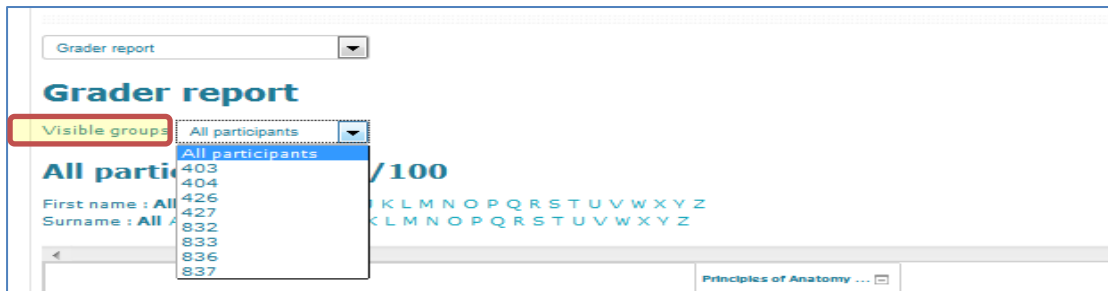 Grader report
Grader report
Visible groups All participants
All participants
All parti /100
403
404
First name : All K L M N O P Q R S T U V W X Y Z
426
427
Surname : All K L M N O P Q R S T U V W X Y Z
832
833
836
837
Principles of Anatomy ...